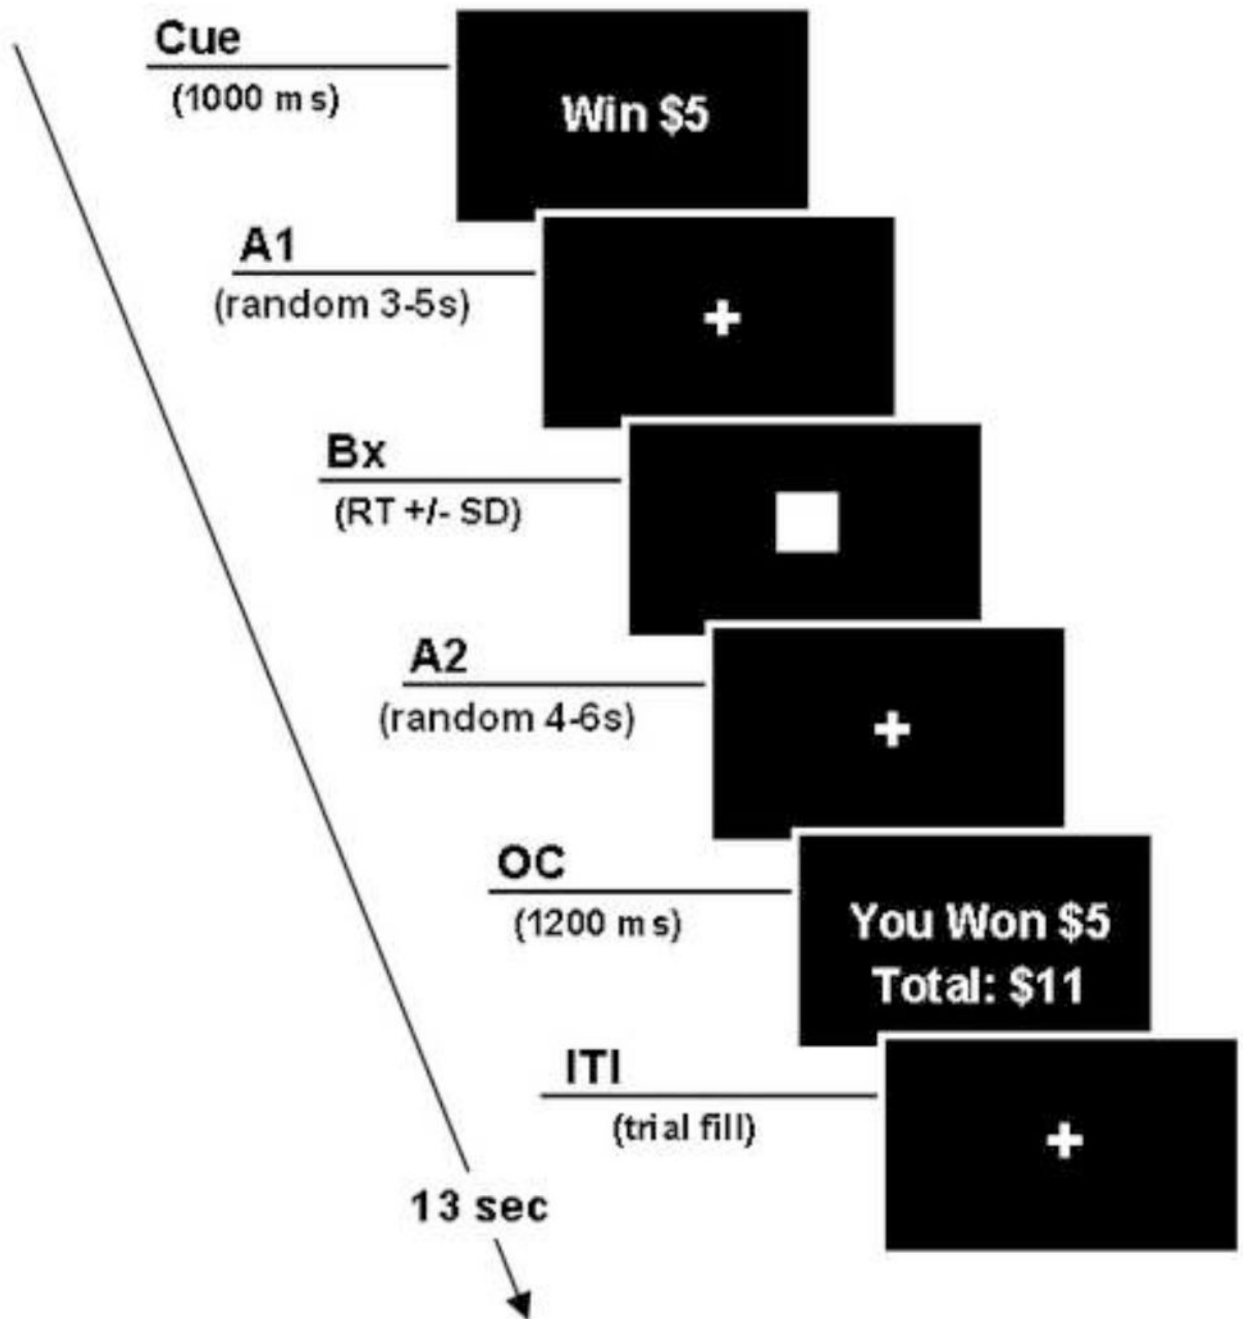 Cue
(1000 ms)
Win $5
A1
(random 3-5s)
Bx
(RT +/- SD)
A2
(random 4-6s)
OC
(1200 ms)
You Won $5
Total: $11
ITI
(trial fill)
13 sec